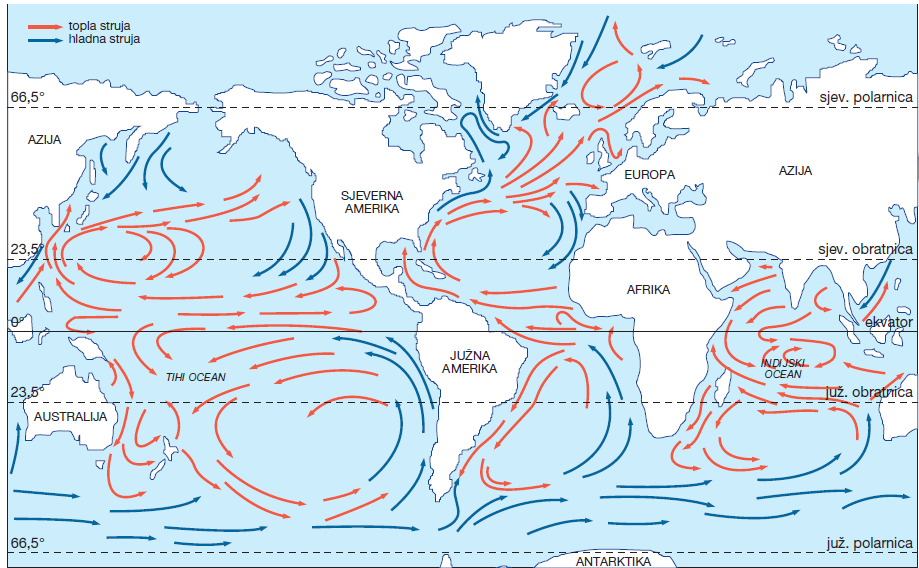 topla struja
hladna struja
66,5°
sjev. polarnica
AZIJA
EUROPA
AZIJA
SJEVERNA
AMERIKA
23,5°
sjev. obratnica
AFRIKA
0°
ekvator
JUŽNA
AMERIKA
TIHI OCEAN
INDIJSKI
OCEAN
23,5°
juž. obratnica
AUSTRALIJA
66,5°
juž. polarnica
ANTARKTIKA